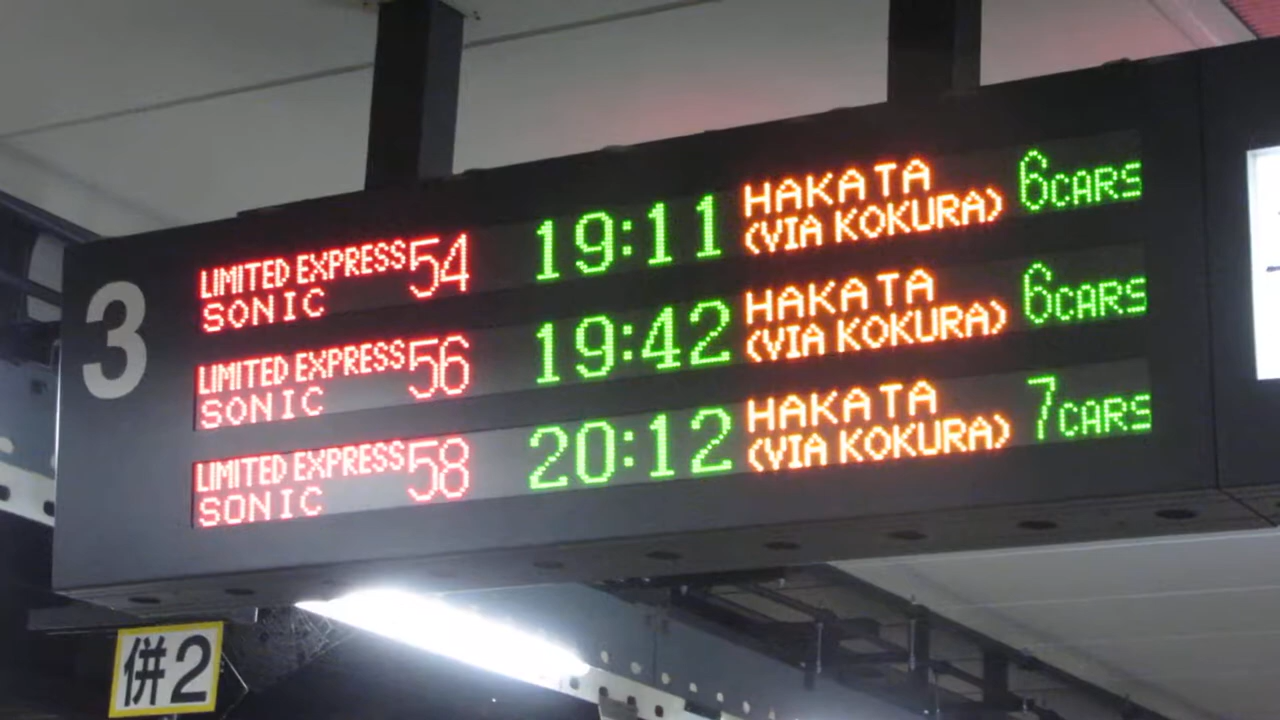 3
LIMITED EXPRESS 54 19:11 HAKATA 6CARS
SONIC (VIA KOKURA)
LIMITED EXPRESS 56 19:42 HAKATA 6CARS
SONIC (VIA KOKURA)
LIMITED EXPRESS 58 20:12 HAKATA 7CARS
SONIC (VIA KOKURA)
併2